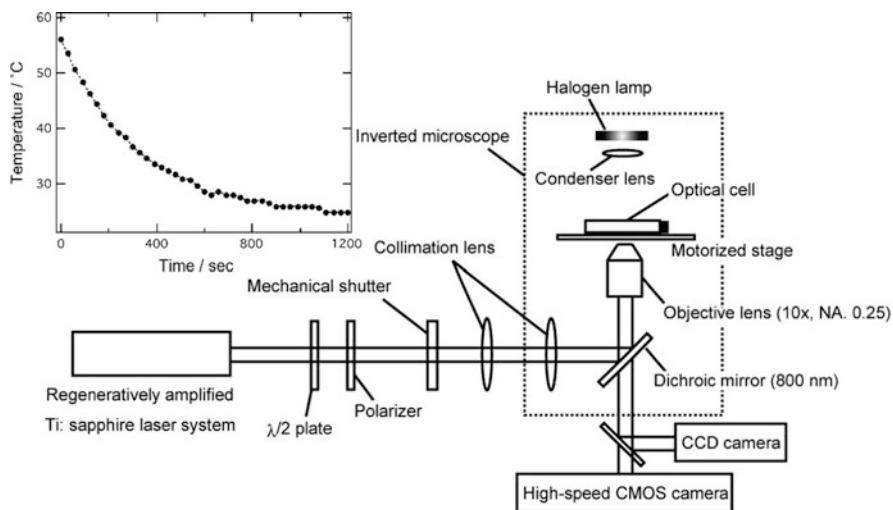 60
50
40
30
Temperature / °C
0
400
800
1200
Time / sec
Halogen lamp
Inverted microscope
Condenser lens
Optical cell
Motorized stage
Collimation lens
Mechanical shutter
Objective lens (10x, NA. 0.25)
Dichroic mirror (800 nm)
Regeneratively amplified
Ti: sapphire laser system
λ/2 plate
Polarizer
CCD camera
High-speed CMOS camera